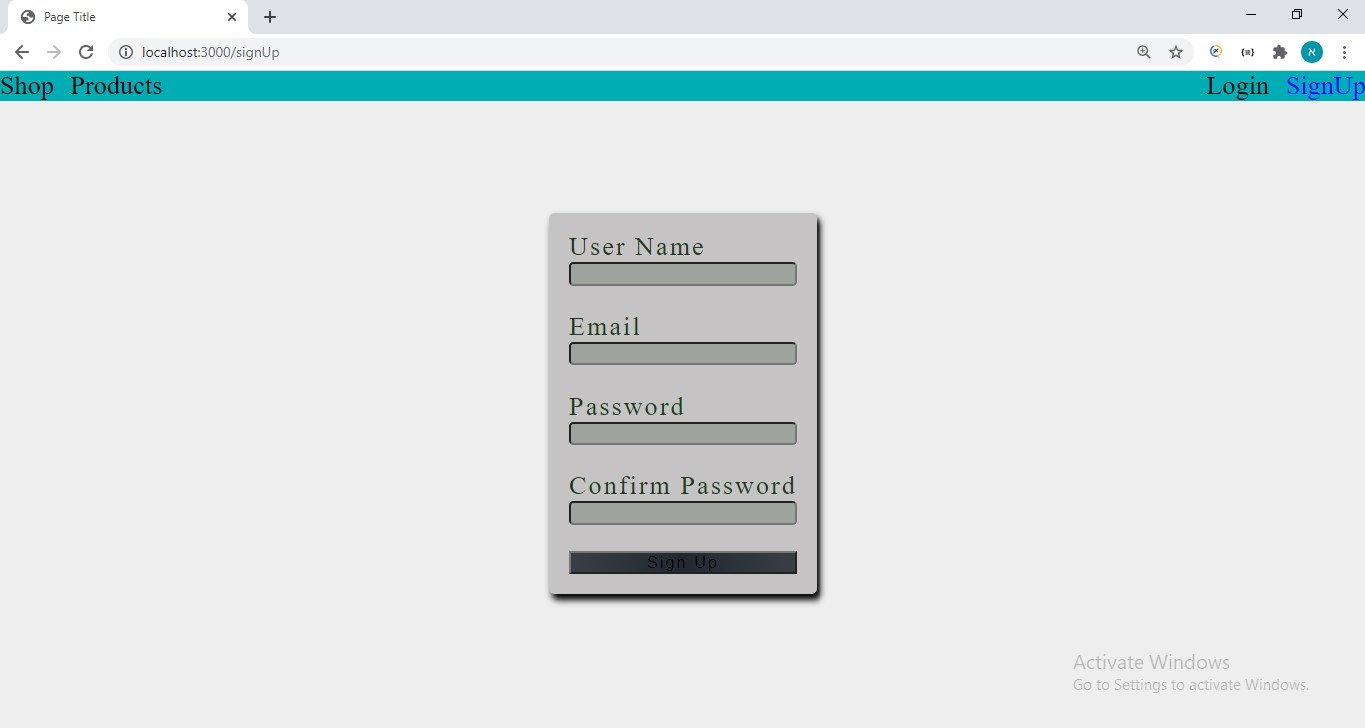 Page Title
localhost:3000/signUp
א
Shop Products Login SignUp
User Name
Email
Password
Confirm Password
Sign Up
Activate Windows
Go to Settings to activate Windows.